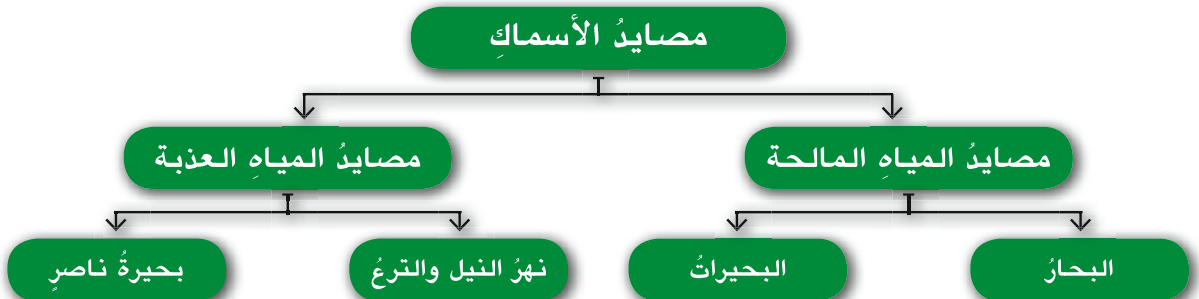 مصايدُ الأسماكِ
مصايدُ المياهِ المالحة
مصايدُ المياهِ العذبة
البحارُ
البحيراتُ
نهرُ النيل والترعُ
بحيرةُ ناصرٍ